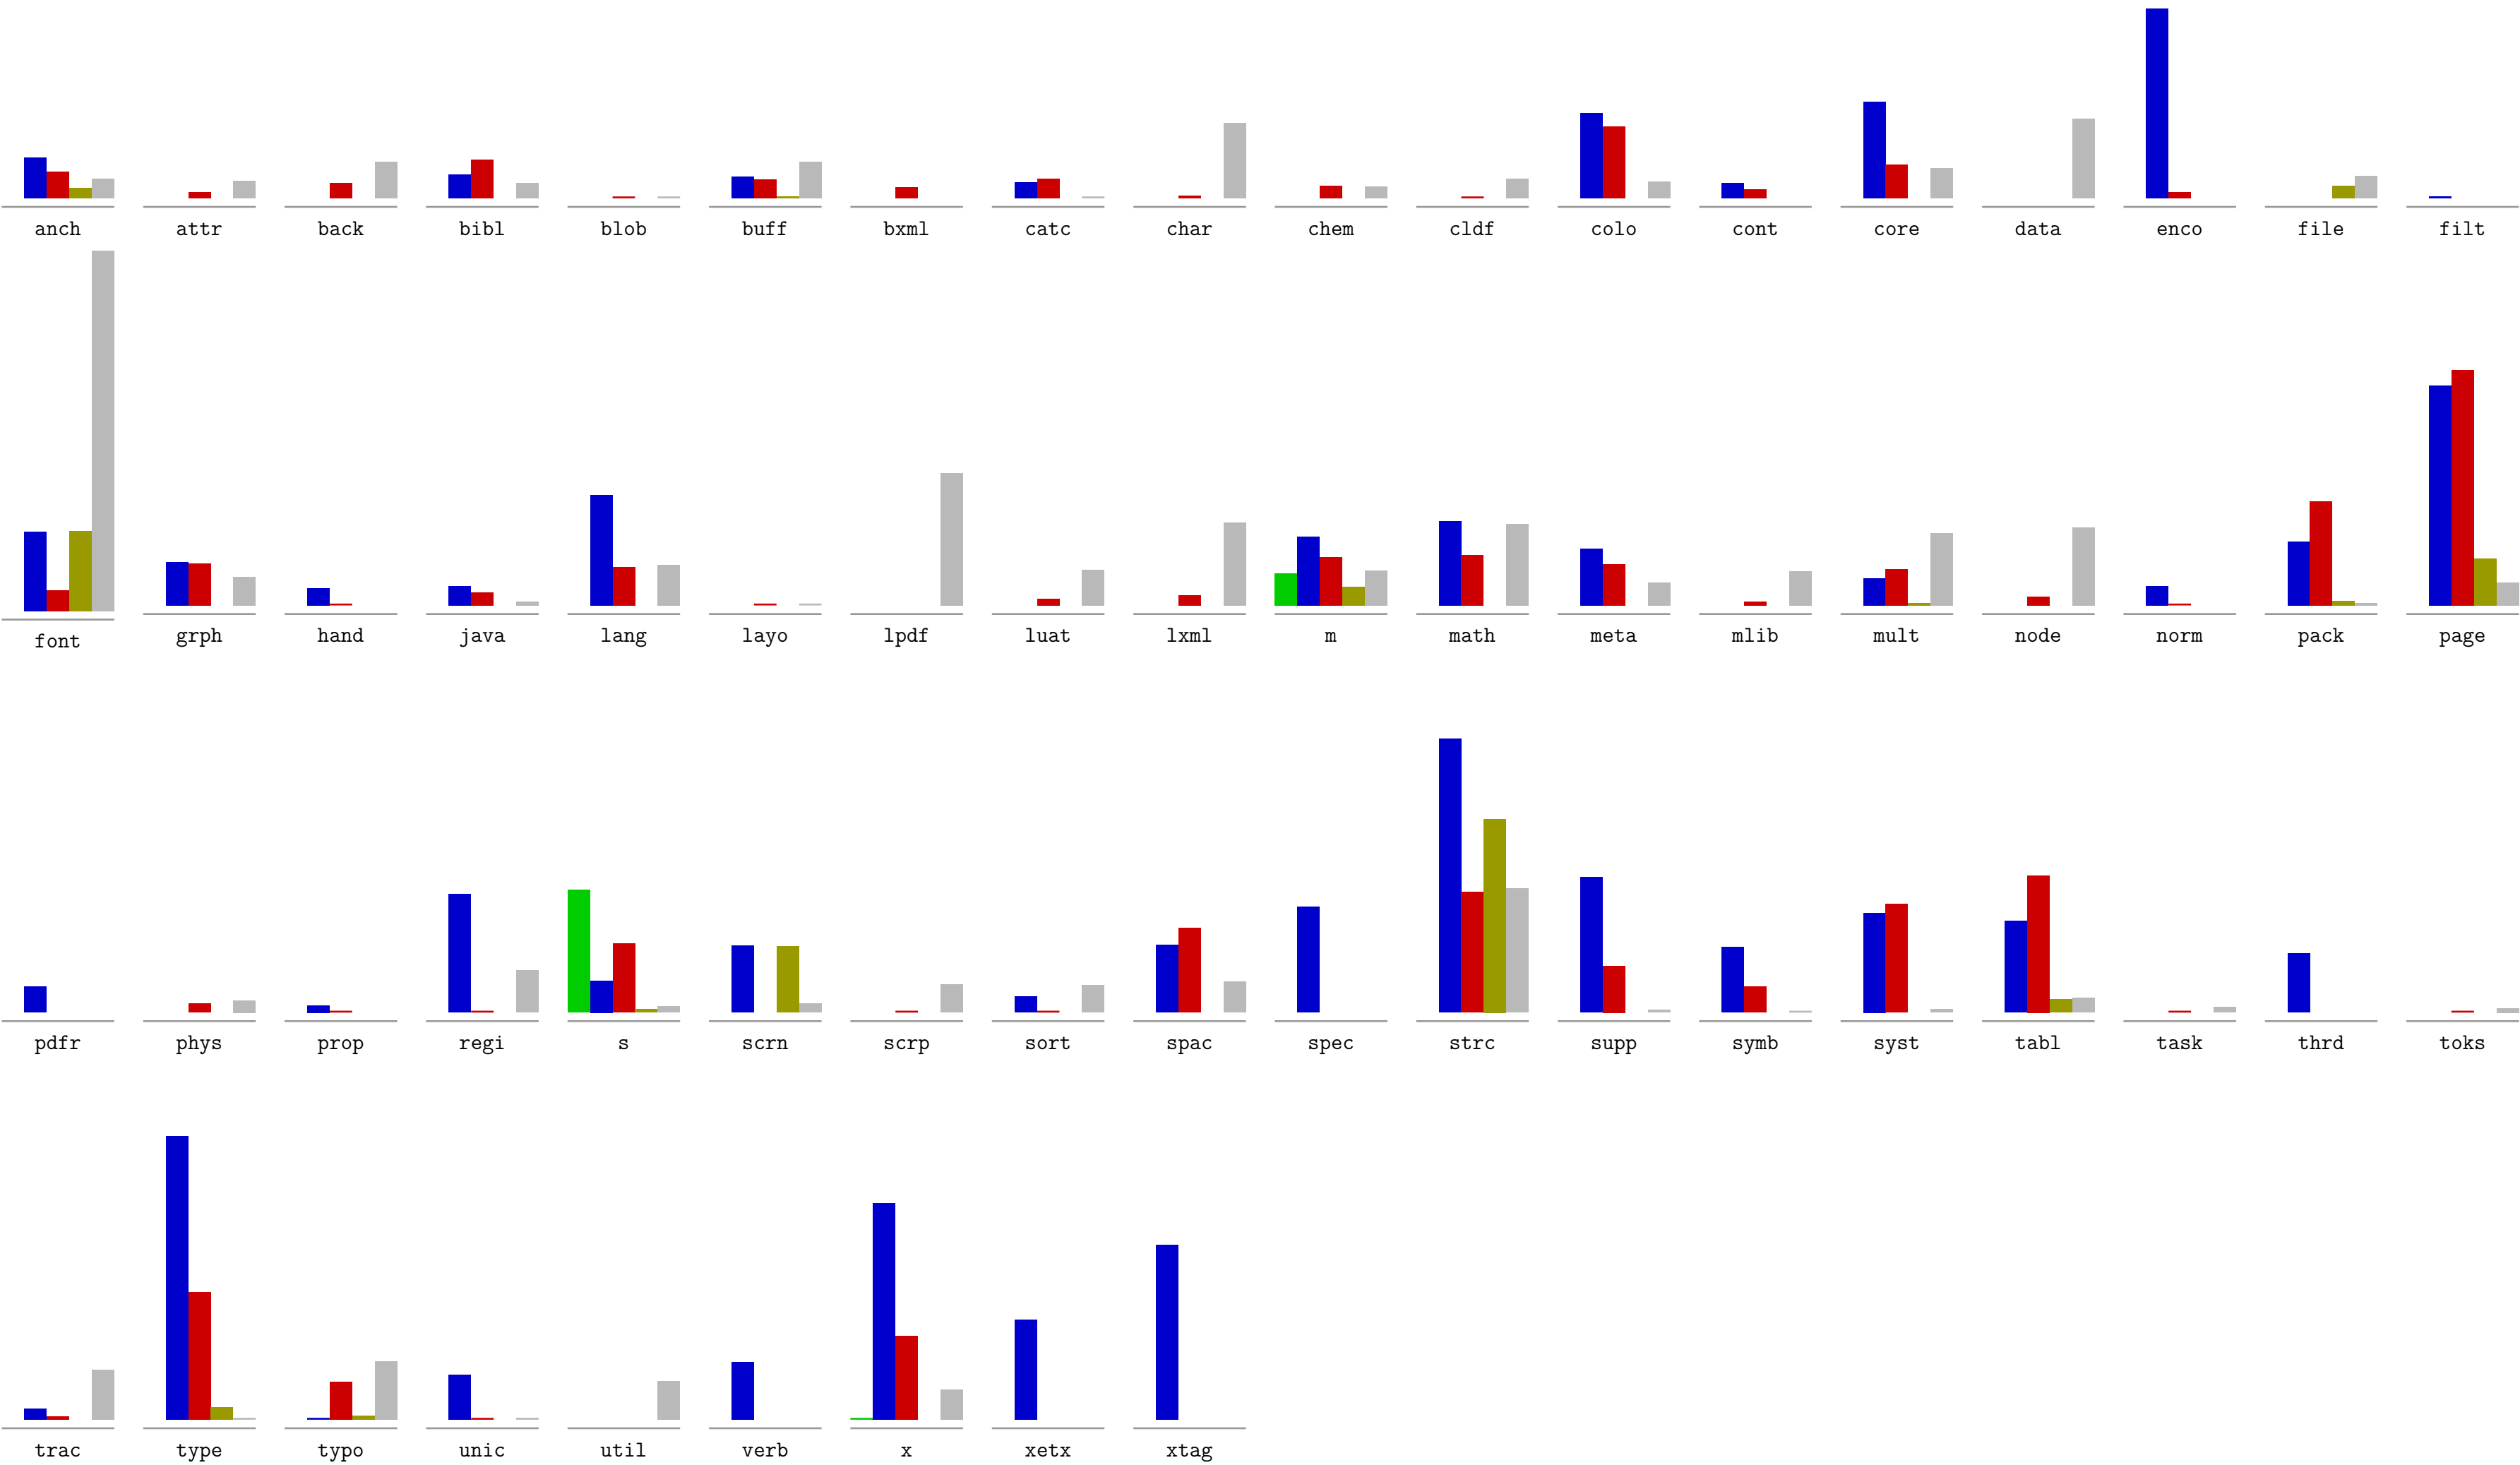 anch attr back bibl blob buff bxml catc char chem cldf colo cont core data enco file filt
font grph hand java lang layo lpdf luat lxml m math meta mlib mult node norm pack page
pdfr phys prop regi s scrn scrp sort spac spec strc supp symb syst tabl task thrd toks
trac type typo unic util verb x xetx xtag